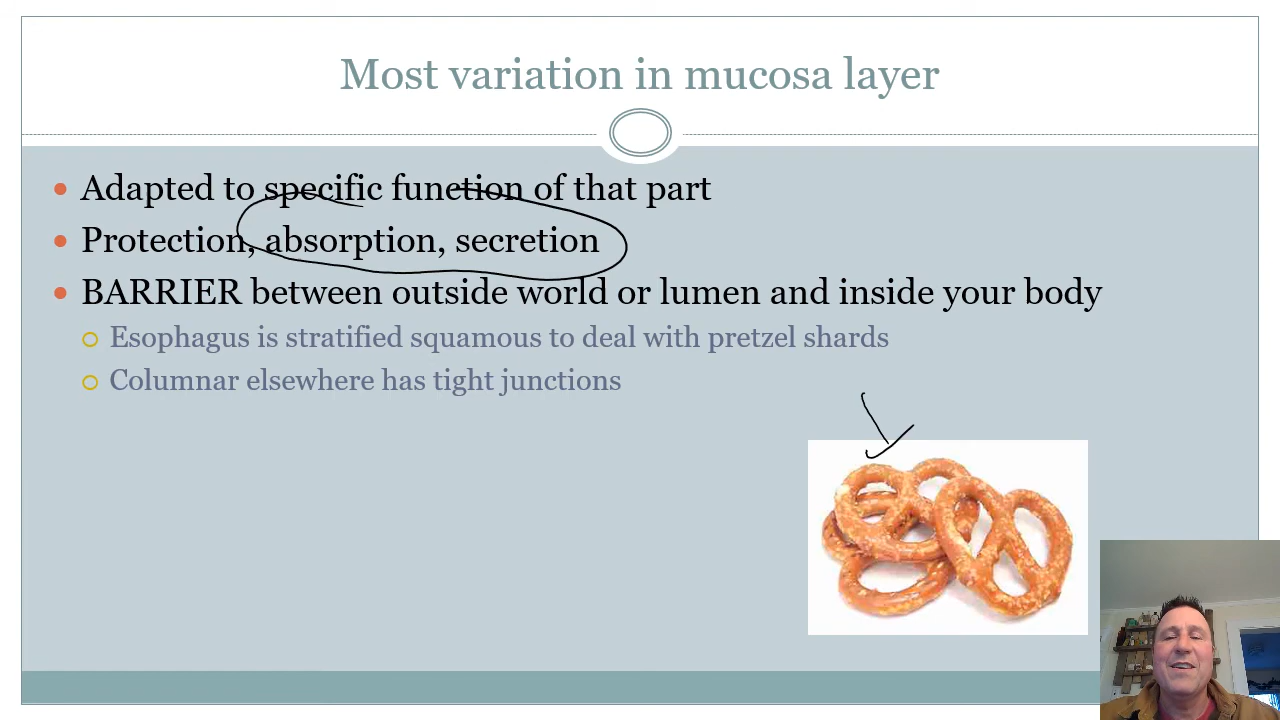 Most variation in mucosa layer
Adapted to specific function of that part
Protection, absorption, secretion
BARRIER between outside world or lumen and inside your body
Esophagus is stratified squamous to deal with pretzel shards
Columnar elsewhere has tight junctions